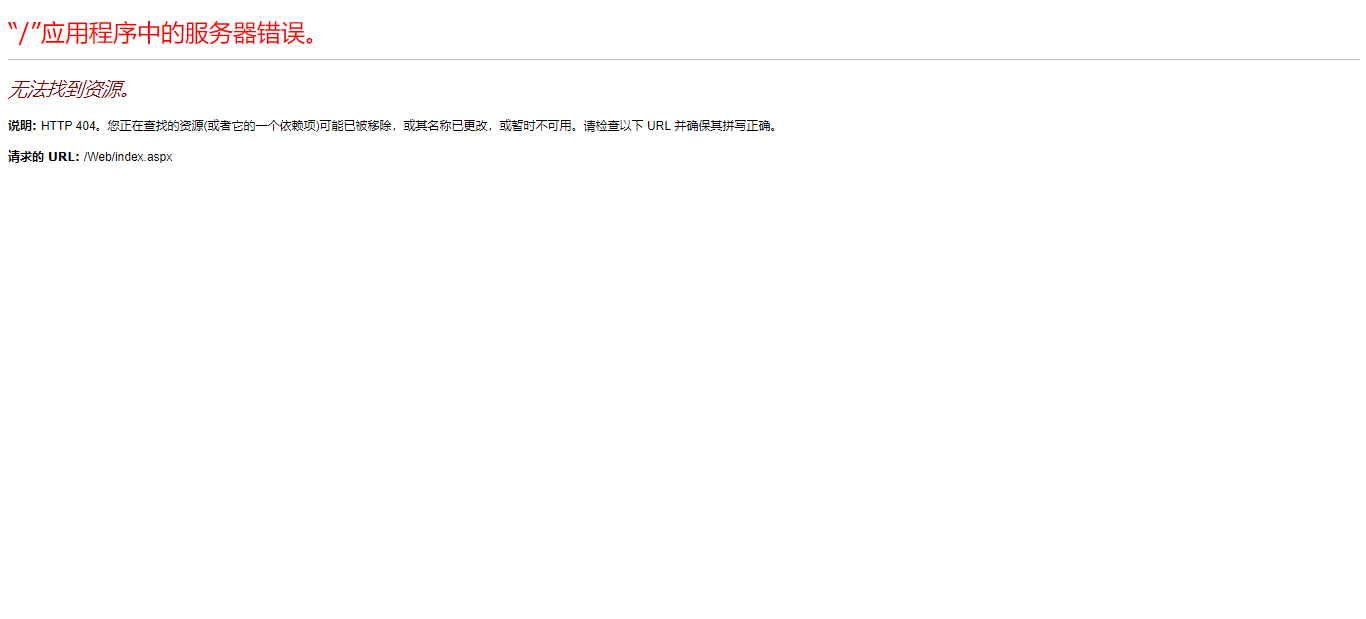 “/”应用程序中的服务器错误。
无法找到资源。
说明: HTTP 404。您正在查找的资源(或者它的一个依赖项)可能已被移除，或其名称已更改，或暂时不可用。请检查以下 URL 并确保其拼写正确。
请求的 URL: /Web/index.aspx